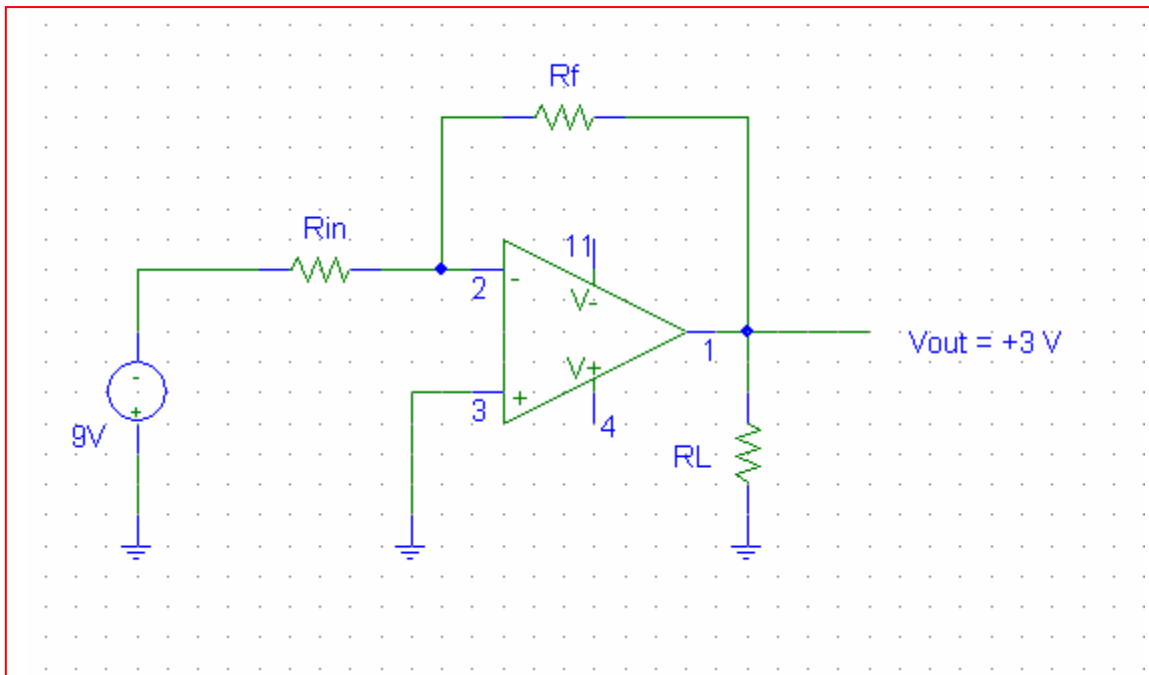 Rf
Rin
11
2
-
V-
1
Vout = +3 V
-
+
9V
V+
3
+
4
RL